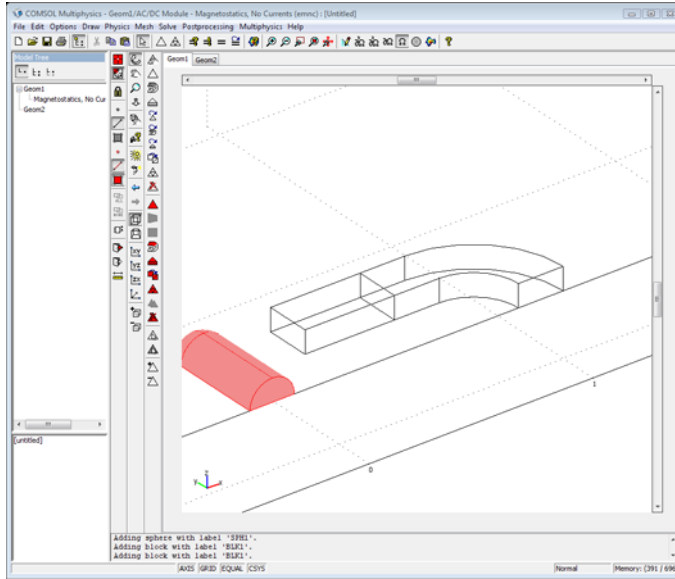 COMSOL Multiphysics - Geom1/AC/DC Module - Magnetostatics, No Currents (emnc) : [Untitled]
File Edit Options Draw Physics Mesh Solve Postprocessing Multiphysics Help
Model Tree
Geom1 Geom2
Geom1
Magnetostatics, No Cur
Geom2
1
0
z
y x
[untitled]
Adding sphere with label 'SPH1'.
Adding block with label 'BLK1'.
Adding block with label 'BLK1'.
AXIS GRID EQUAL CSYS Normal Memory: (391 / 696